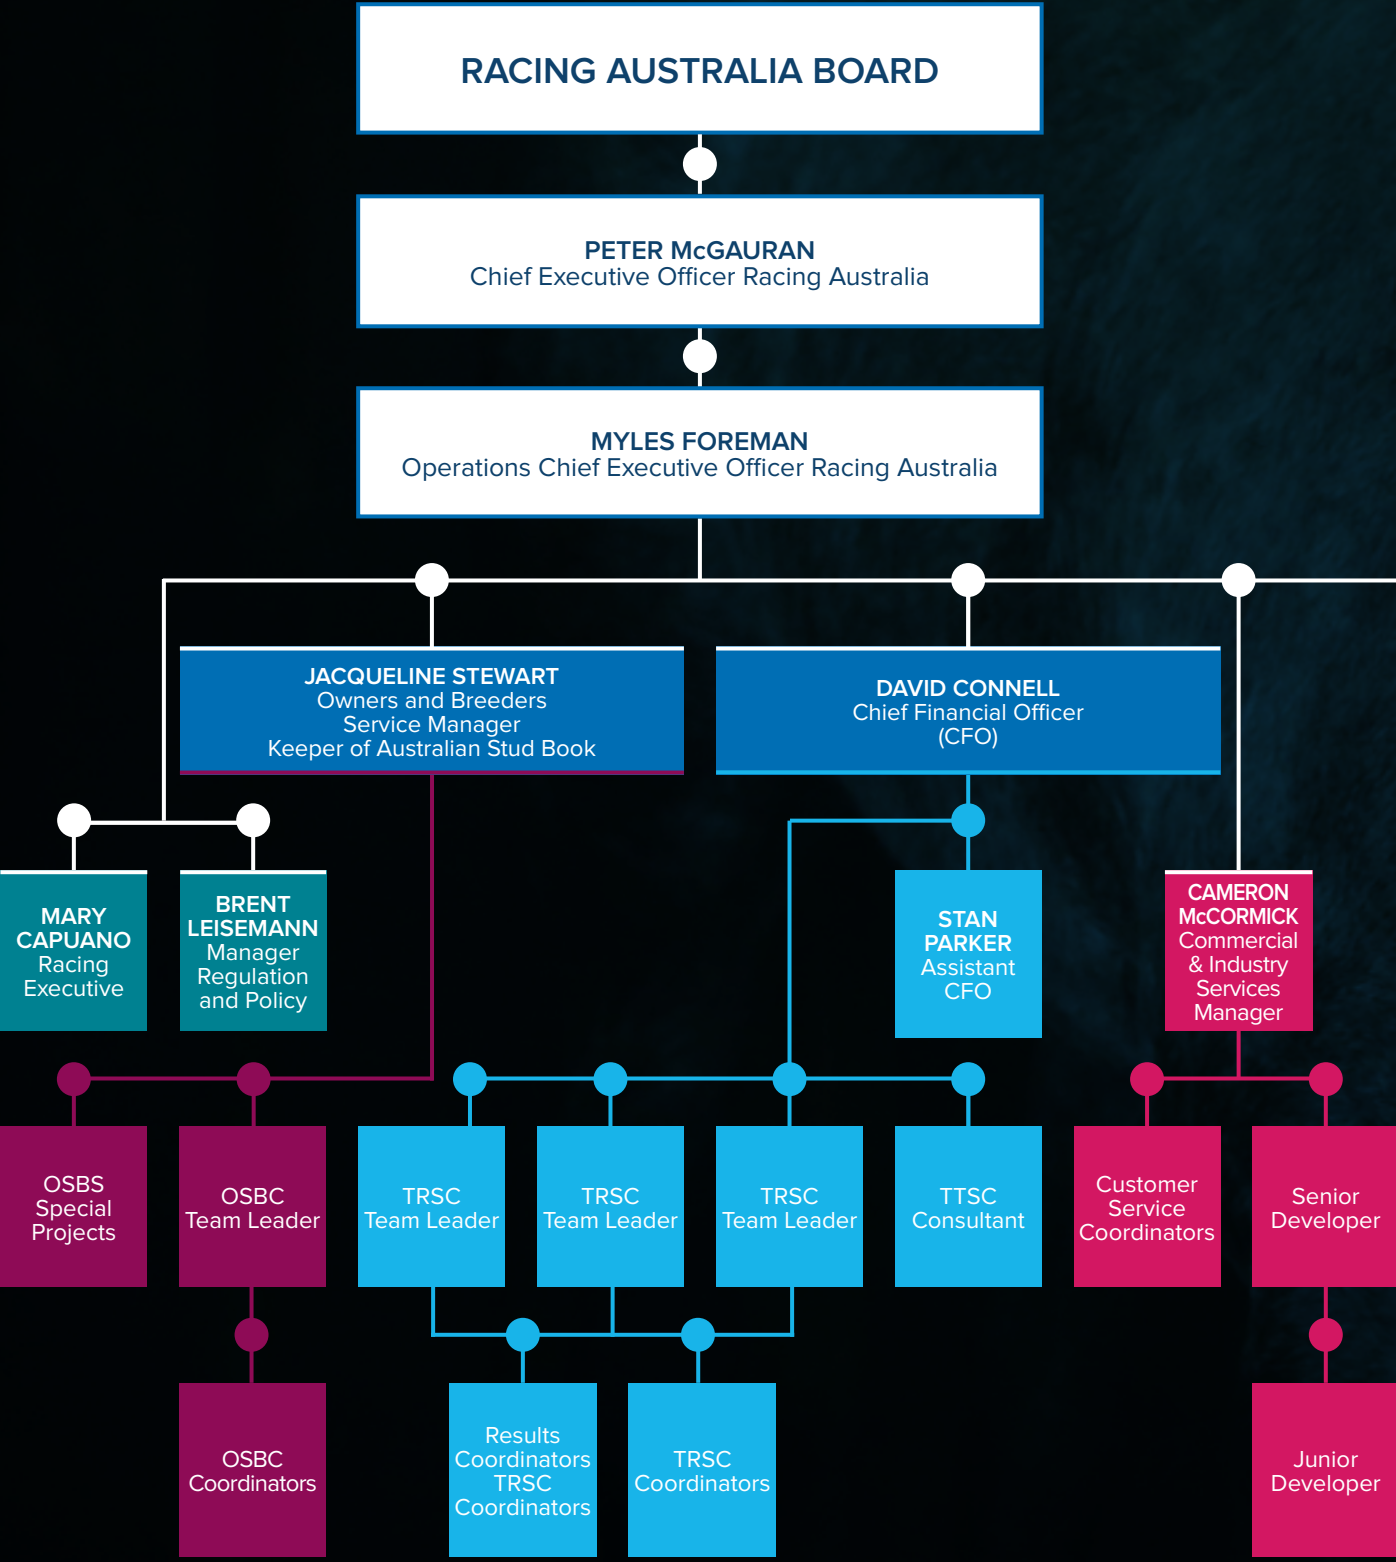 RACING AUSTRALIA BOARD
PETER McGAURAN
Chief Executive Officer Racing Australia
MYLES FOREMAN
Operations Chief Executive Officer Racing Australia
JACQUELINE STEWART
Owners and Breeders
Service Manager
Keeper of Australian Stud Book
DAVID CONNELL
Chief Financial Officer
(CFO)
MARY
CAPUANO
Racing
Executive
BRENT
LEISEMANN
Manager
Regulation
and Policy
STAN
PARKER
Assistant
CFO
CAMERON
McCORMICK
Commercial
& Industry
Services
Manager
OSBS
Special
Projects
OSBC
Team Leader
TRSC
Team Leader
TRSC
Team Leader
TRSC
Team Leader
TTSC
Consultant
Customer
Service
Coordinators
Senior
Developer
OSBC
Coordinators
Results
Coordinators
TRSC
Coordinators
TRSC
Coordinators
Junior
Developer